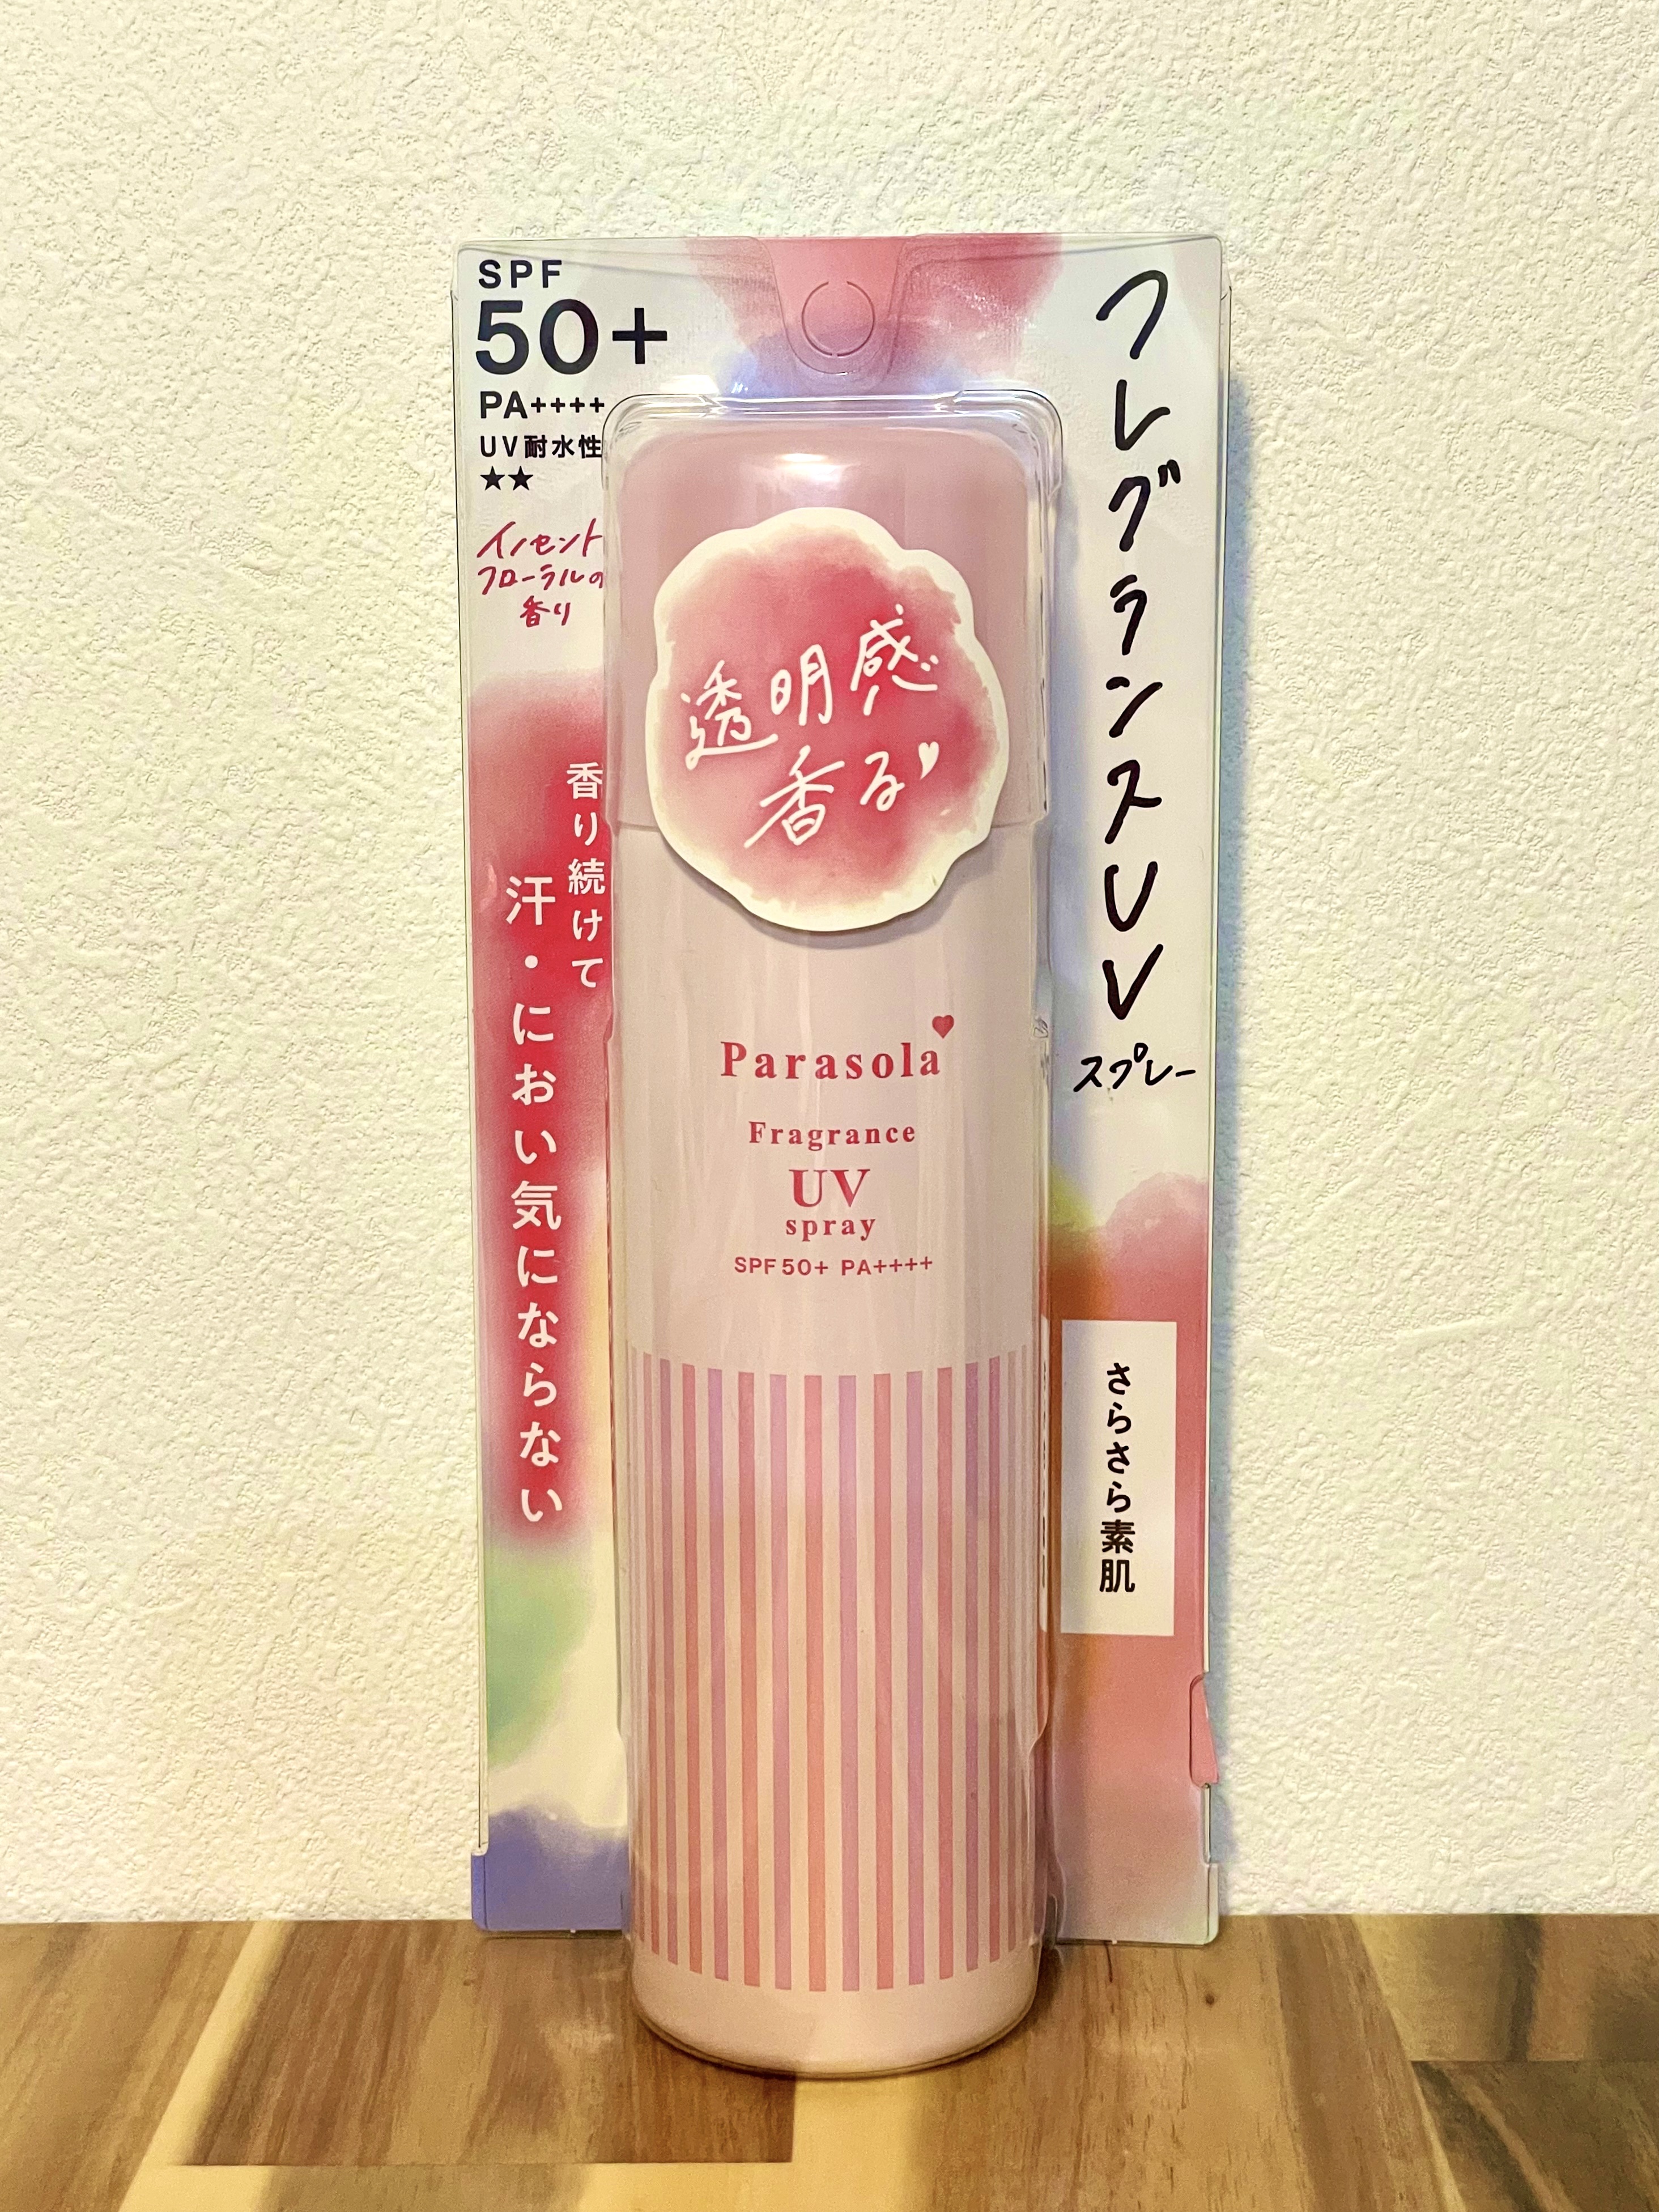 SPF
50+
PA++++
UV耐水性
★★
イノセント
フローラルの
香り
香り続けて
汗・におい気にならない
透明感
香る
Parasola
Fragrance
UV
spray
SPF50+ PA++++
フレグランスUV
スプレー
さらさら素肌